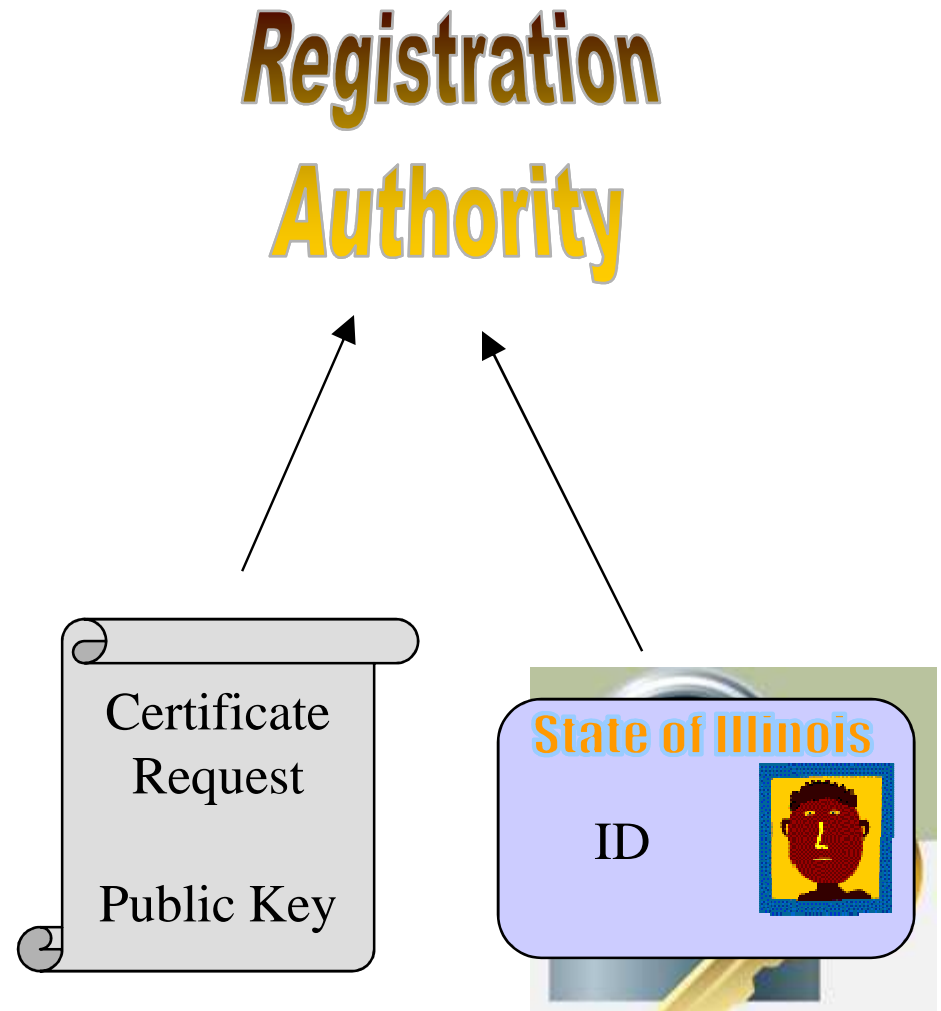 Registration
Authority
Certificate
Request
Public Key
State of Illinois
ID